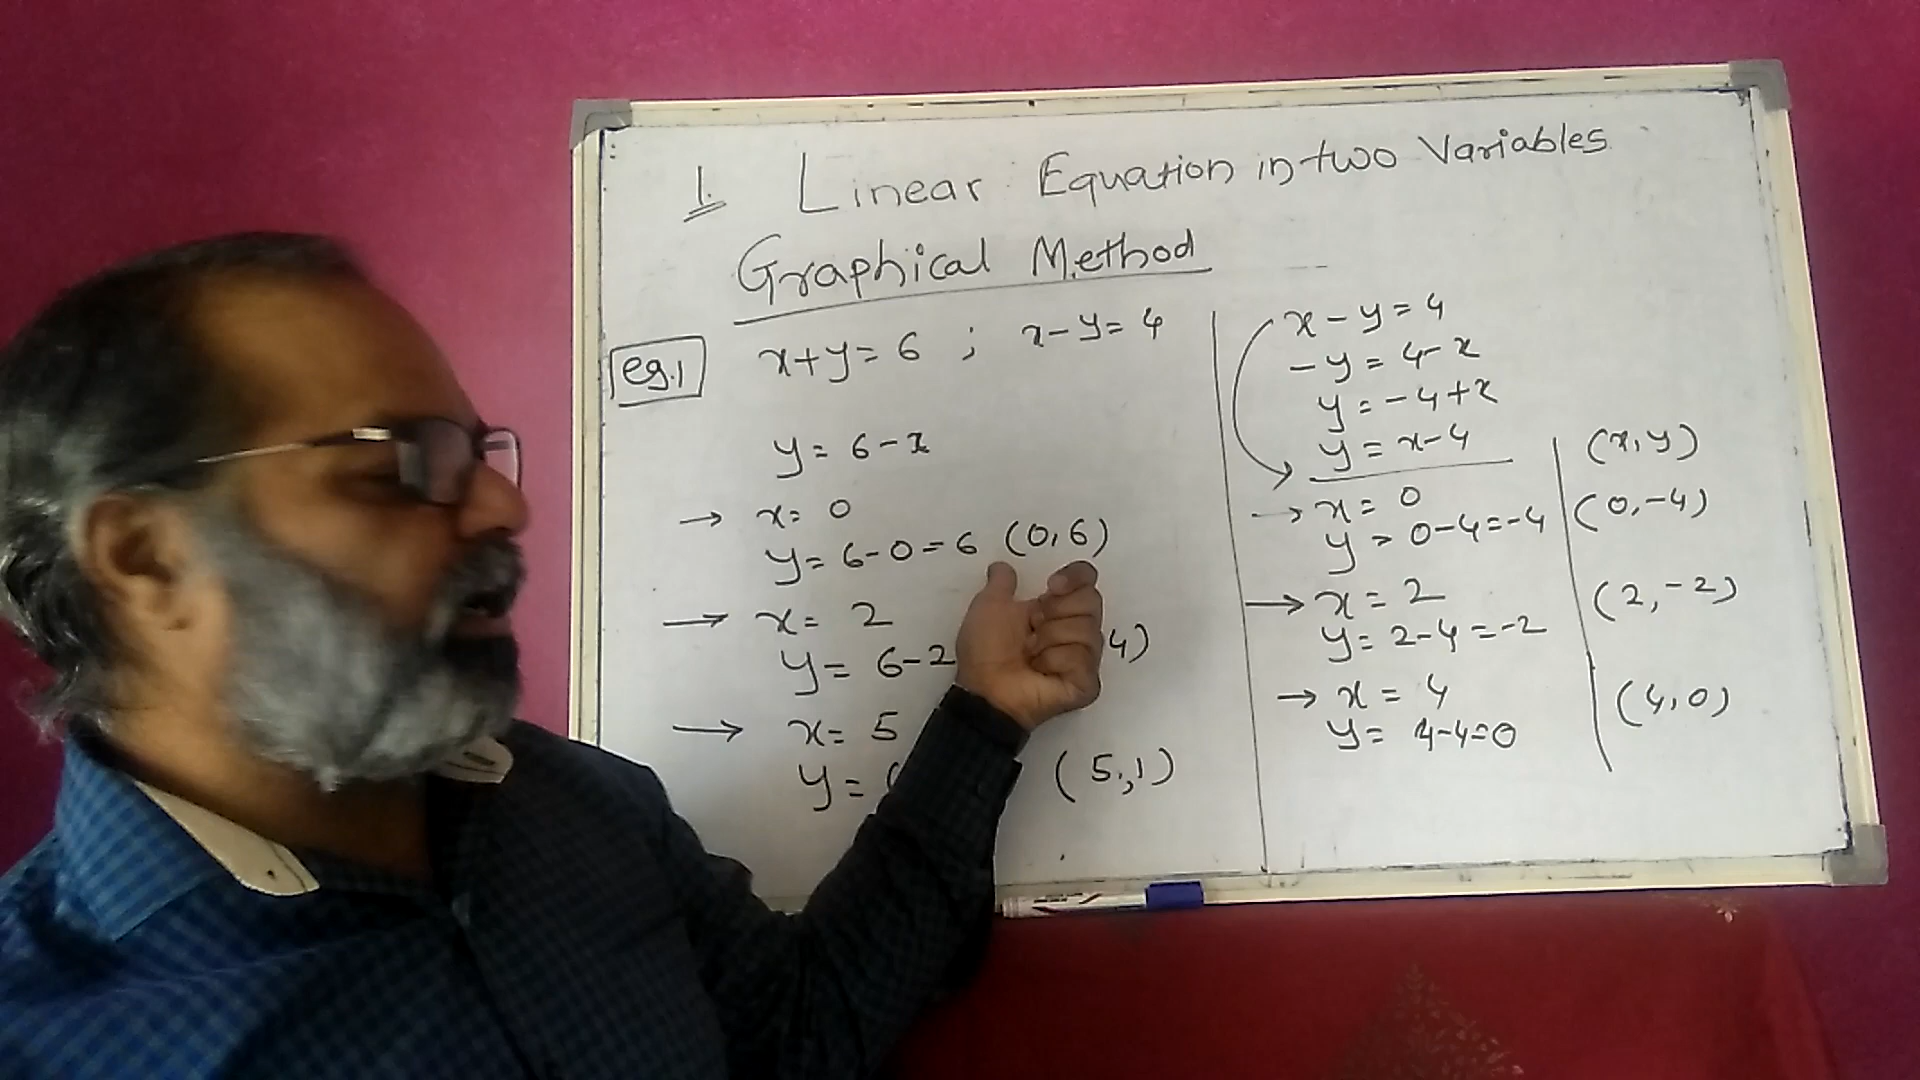 1. Linear Equation in two Variables
Graphical Method
eg.1 x+y=6 ; x-y=4
y=6-x
→ x=0
y=6-0=6 (0,6)
→ x=2
y=6-2 4)
→ x=5
y= (5,1)
x-y=4
-y=4-x
y=-4+x
y=x-4
→ x=0
y=0-4=-4
→ x=2
y=2-4=-2
→ x=4
y=4-4=0
(x,y)
(0,-4)
(2,-2)
(4,0)